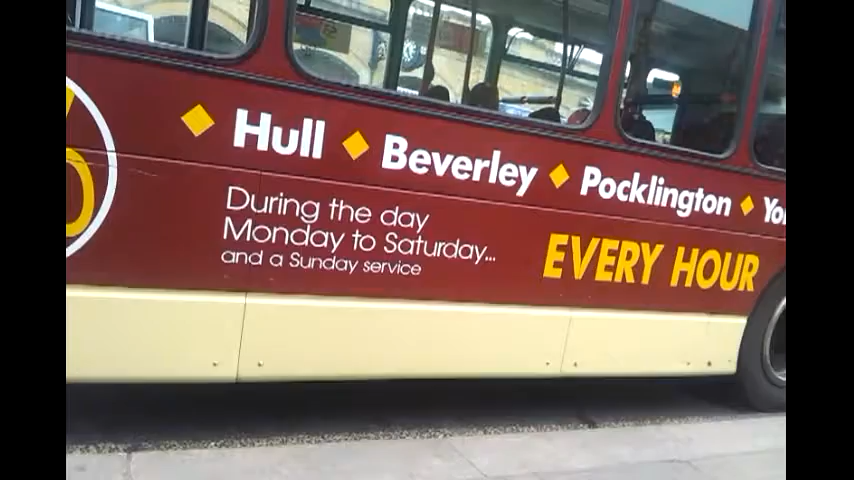 Hull Beverley Pocklington
During the day
Monday to Saturday...
and a Sunday service
EVERY HOUR